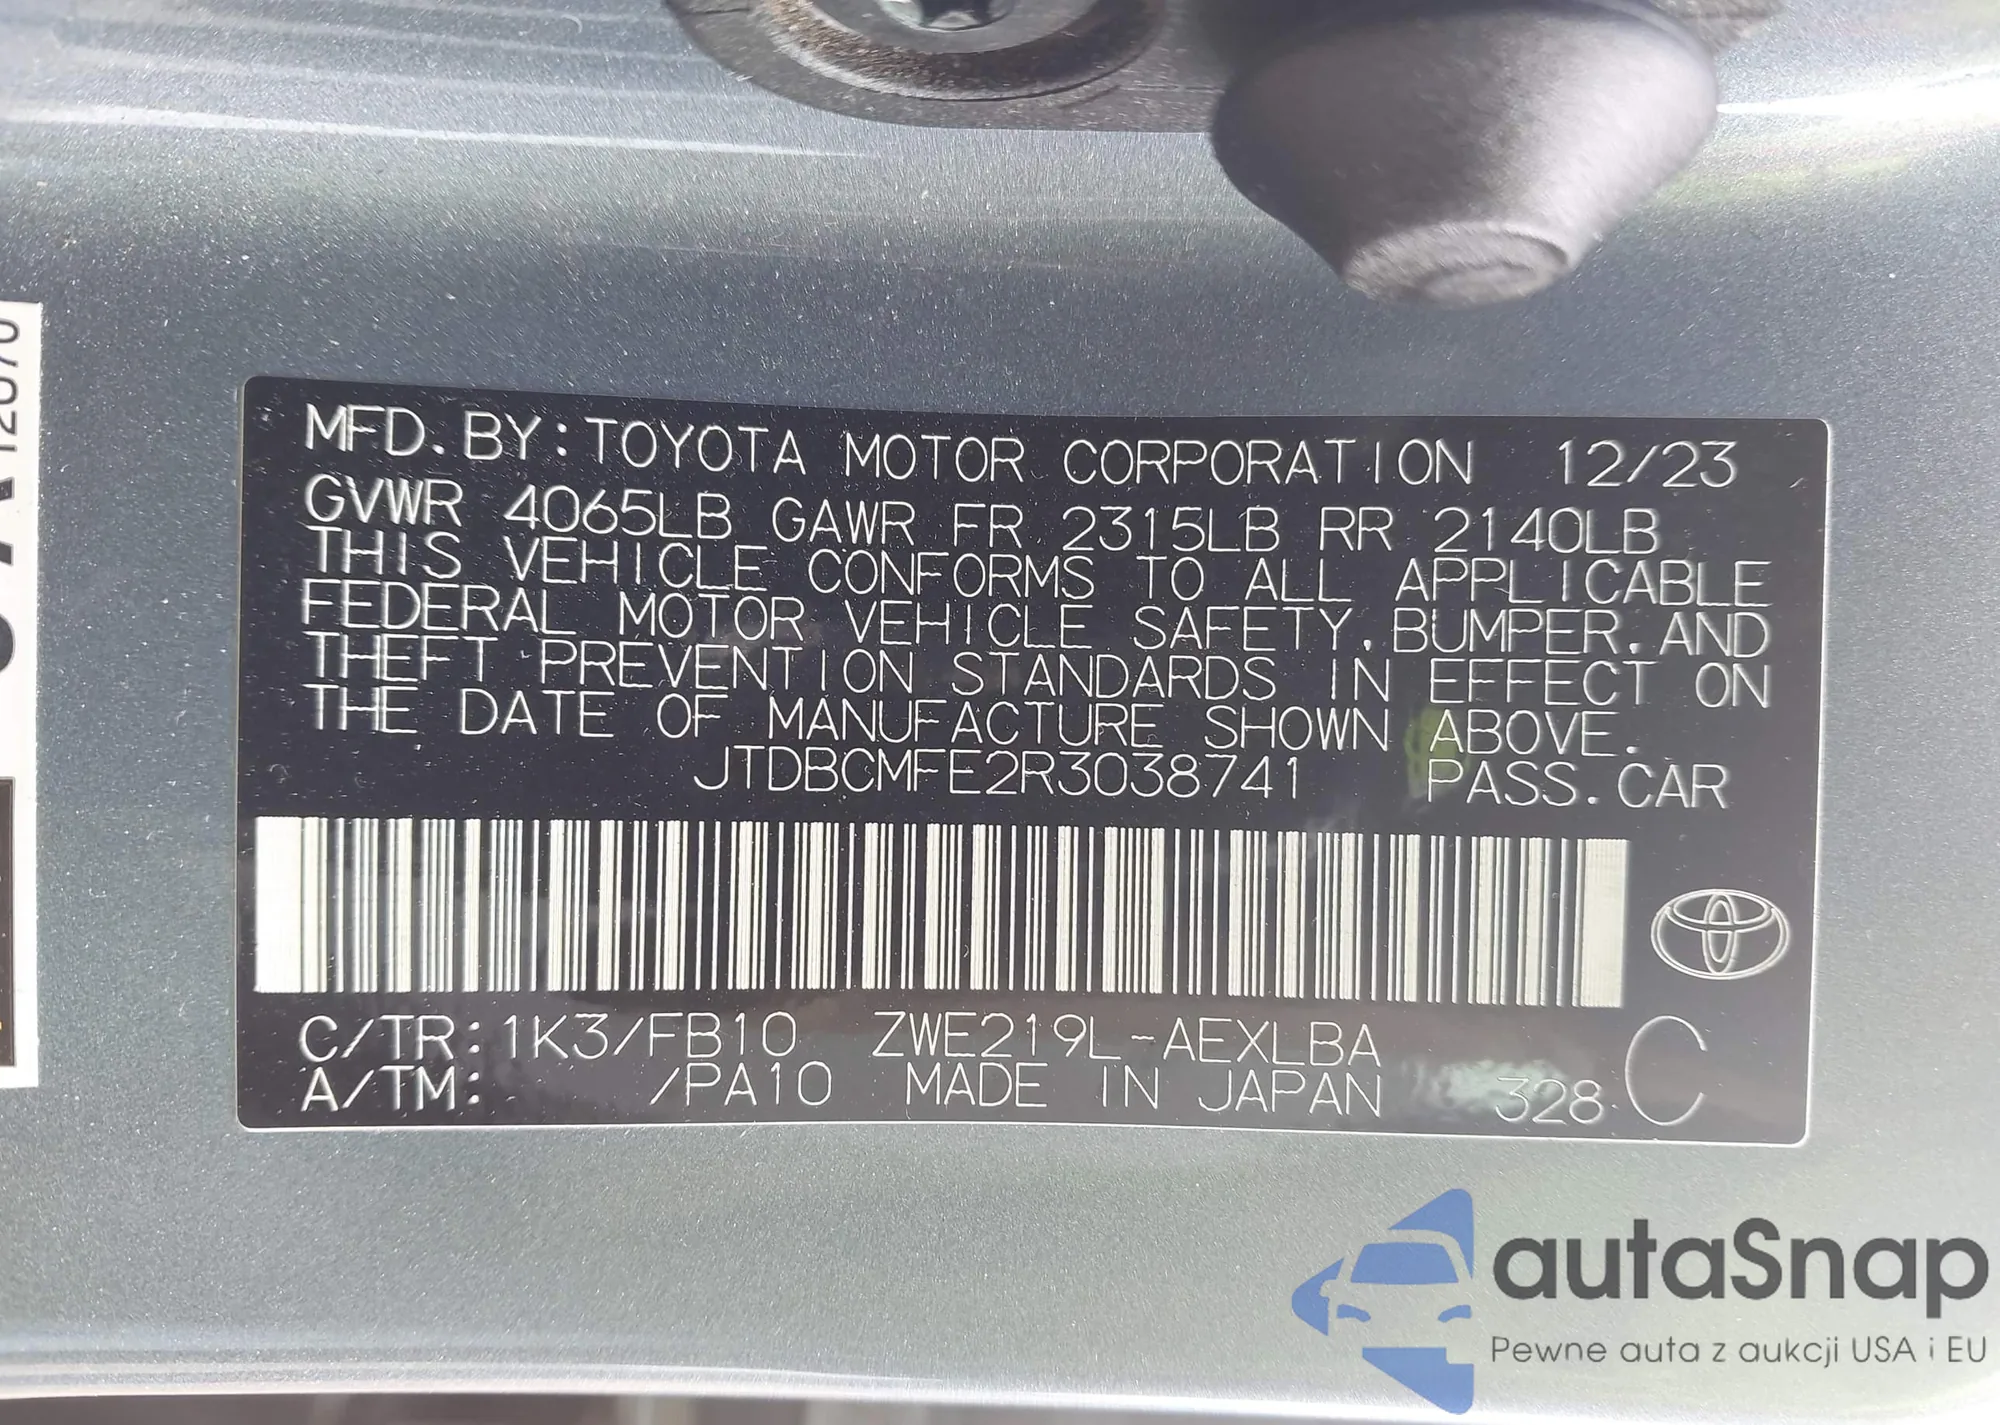 MFD. BY: TOYOTA MOTOR CORPORATION 12/23
GVWR 4065LB GAWR FR 2315LB RR 2140LB
THIS VEHICLE CONFORMS TO ALL APPLICABLE
FEDERAL MOTOR VEHICLE SAFETY, BUMPER, AND
THEFT PREVENTION STANDARDS IN EFFECT ON
THE DATE OF MANUFACTURE SHOWN ABOVE.
JTDBCMFE2R3038741 PASS. CAR
C/TR: 1K3/FB10 ZWE219L-AEXLBA C
A/TM: /PA10 MADE IN JAPAN 328
autaSnap
Pewne auta z aukcji USA i EU